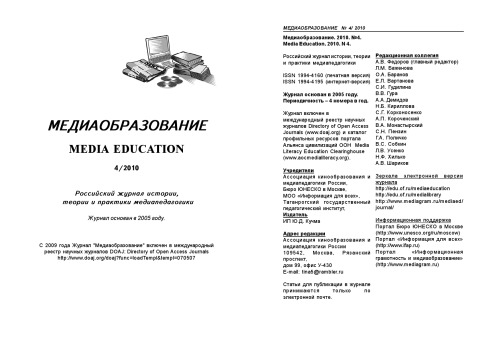 МЕДИАОБРАЗОВАНИЕ
MEDIA EDUCATION
4/2010
Российский журнал истории,
теории и практики медиапедагогики
Журнал основан в 2005 году.
С 2009 года Журнал "Медиаобразование" включен в международный
реестр научных журналов DOAJ: Directory of Open Access Journals
http://www.doaj.org/doaj?func=loadTempl&templ=070507
МЕДИАОБРАЗОВАНИЕ № 4/ 2010
Медиаобразование. 2010. №4.
Media Education. 2010. N 4.
Российский журнал истории, теории
и практики медиапедагогики
ISSN 1994-4160 (печатная версия)
ISSN 1994-4195 (интернет-версия)
Журнал основан в 2005 году.
Периодичность – 4 номера в год.
Журнал включен в
международный реестр научных
журналов Directory of Open Access
Journals (www.doaj.org) и каталог
профильных ресурсов портала
Альянса цивилизаций ООН Media
Literacy Education Clearinghouse
(www.aocmedialiteracy.org).
Учредители
Ассоциация кинообразования и
медиапедагогики России,
Бюро ЮНЕСКО в Москве,
МОО «Информация для всех»,
Таганрогский государственный
педагогический институт.
Издатель
ИП Ю.Д. Кучма
Адрес редакции
Ассоциация кинообразования и
медиапедагогики России
109542, Москва, Рязанский
проспект,
дом 99, офис У-430
E-mail: tina5@rambler.ru
Статьи для публикации в журнале
принимаются только по
электронной почте.
Редакционная коллегия
А.В. Федоров (главный редактор)
Л.М. Баженова
О.А. Баранов
Е.Л. Вартанова
С.И. Гудилина
В.В. Гура
А.А.Демидов
Н.Б. Кириллова
С.Г. Корконосенко
А.П. Короченский
В.А. Монастырский
С.Н. Пензин
Г.А. Поличко
В.С. Собкин
Л.В. Усенко
Н.Ф. Хилько
А.В. Шариков
Зеркала электронной версии
журнала
http://edu.of.ru/mediaeducation
http://edu.of.ru/medialibrary
http://www.mediagram.ru/mediaed/
journal/
Информационная поддержка
Портал Бюро ЮНЕСКО в Москве
(http://www.unesco.org/ru/moscow)
Портал «Информация для всех»
(http://www.ifap.ru)
Портал «Информационная
грамотность и медиаобразование»
(http://www.mediagram.ru)